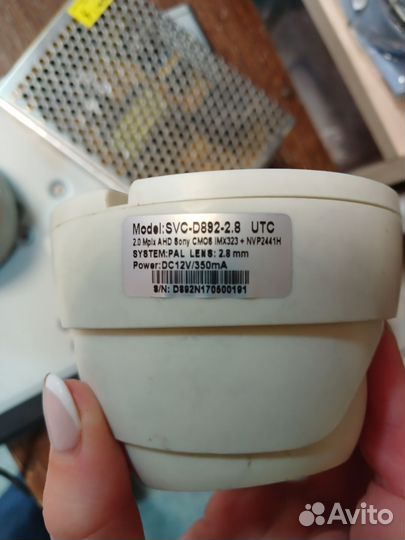 Model:SVC-D892-2.8 UTC
2.0 Mpix AHD Sony CMOS IMX323 + NVP2441H
SYSTEM:PAL LENS: 2.8 mm
Power:DC12V/350mA
S/N: D892N170500191
Avito